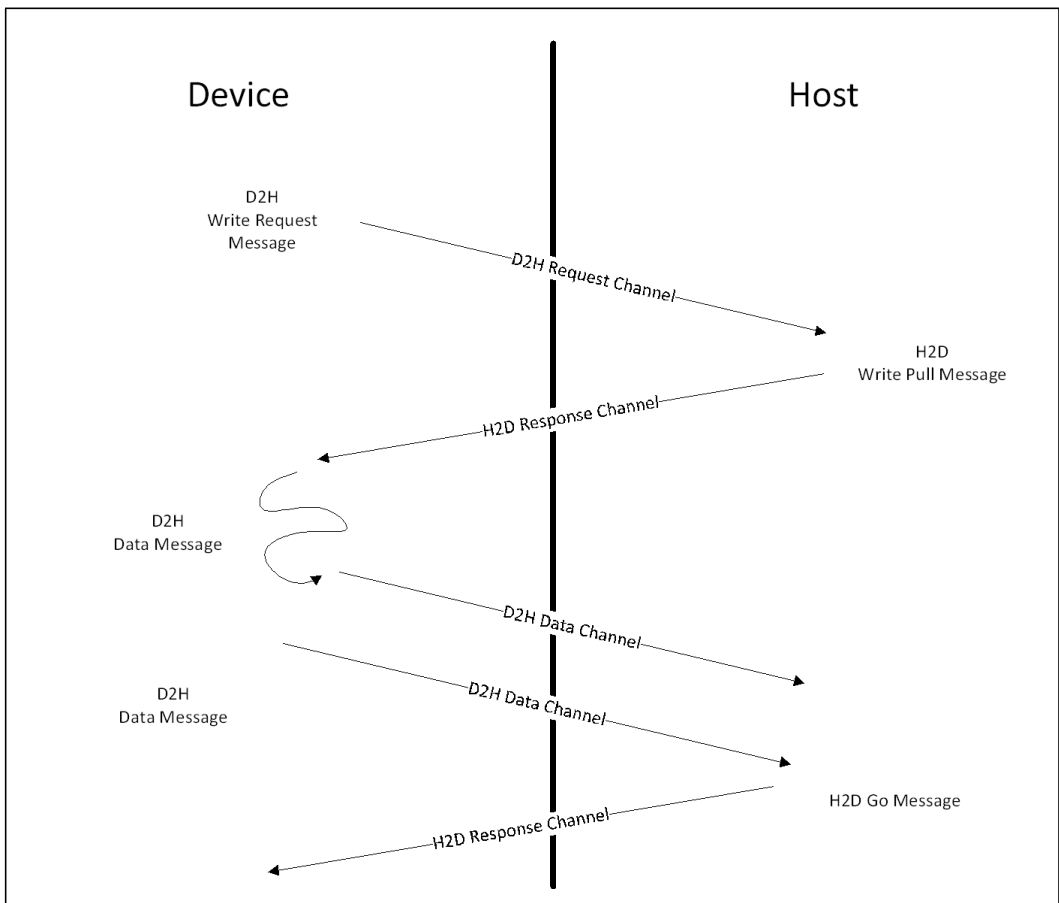 Device
Host
D2H
Write Request
Message
D2H Request Channel
H2D
Write Pull Message
H2D Response Channel
D2H
Data Message
D2H Data Channel
D2H
Data Message
D2H Data Channel
H2D Go Message
H2D Response Channel